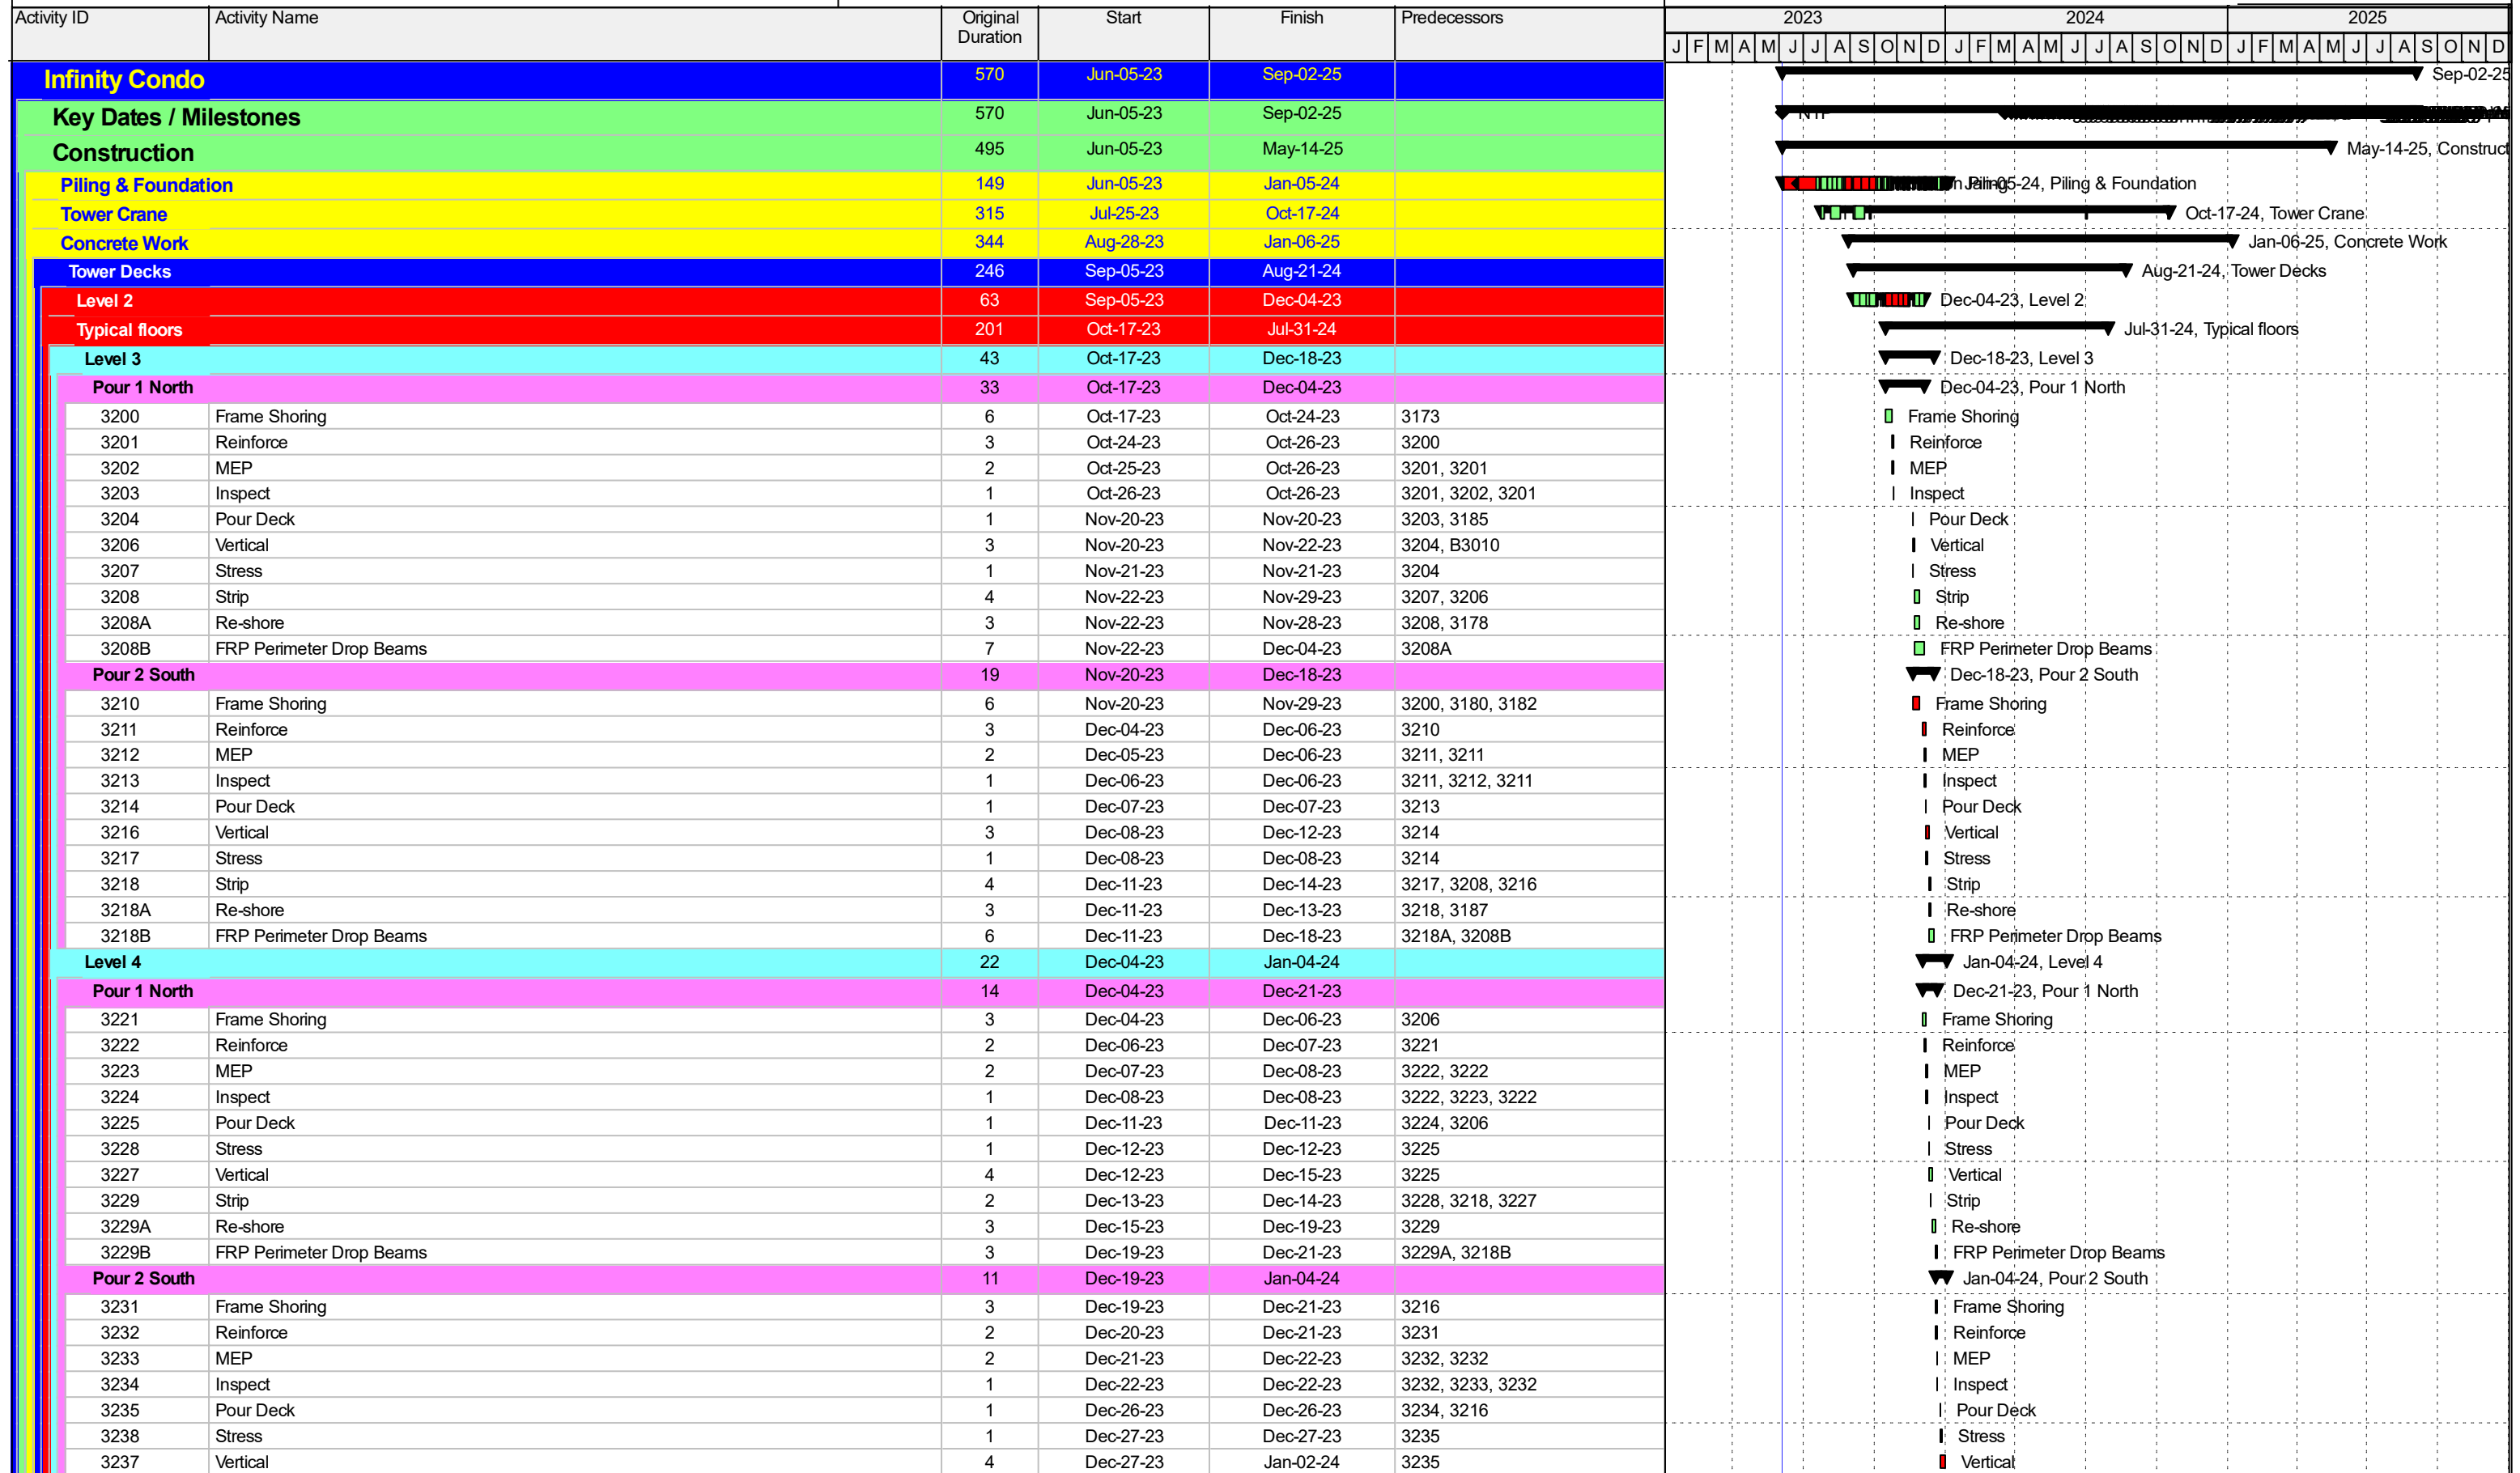 Activity ID Activity Name Original Duration Start Finish Predecessors 2023 2024 2025
J F M A M J J A S O N D J F M A M J J A S O N D J F M A M J J A S O N D
Infinity Condo 570 Jun-05-23 Sep-02-25 Sep-02-25
Key Dates / Milestones 570 Jun-05-23 Sep-02-25
Construction 495 Jun-05-23 May-14-25 May-14-25, Construct
Piling & Foundation 149 Jun-05-23 Jan-05-24 Jan-05-24, Piling & Foundation
Tower Crane 315 Jul-25-23 Oct-17-24 Oct-17-24, Tower Crane
Concrete Work 344 Aug-28-23 Jan-06-25 Jan-06-25, Concrete Work
Tower Decks 246 Sep-05-23 Aug-21-24 Aug-21-24, Tower Decks
Level 2 63 Sep-05-23 Dec-04-23 Dec-04-23, Level 2
Typical floors 201 Oct-17-23 Jul-31-24 Jul-31-24, Typical floors
Level 3 43 Oct-17-23 Dec-18-23 Dec-18-23, Level 3
Pour 1 North 33 Oct-17-23 Dec-04-23 Dec-04-23, Pour 1 North
3200 Frame Shoring 6 Oct-17-23 Oct-24-23 3173 Frame Shoring
3201 Reinforce 3 Oct-24-23 Oct-26-23 3200 Reinforce
3202 MEP 2 Oct-25-23 Oct-26-23 3201, 3201 MEP
3203 Inspect 1 Oct-26-23 Oct-26-23 3201, 3202, 3201 Inspect
3204 Pour Deck 1 Nov-20-23 Nov-20-23 3203, 3185 Pour Deck
3206 Vertical 3 Nov-20-23 Nov-22-23 3204, B3010 Vertical
3207 Stress 1 Nov-21-23 Nov-21-23 3204 Stress
3208 Strip 4 Nov-22-23 Nov-29-23 3207, 3206 Strip
3208A Re-shore 3 Nov-22-23 Nov-28-23 3208, 3178 Re-shore
3208B FRP Perimeter Drop Beams 7 Nov-22-23 Dec-04-23 3208A FRP Perimeter Drop Beams
Pour 2 South 19 Nov-20-23 Dec-18-23 Dec-18-23, Pour 2 South
3210 Frame Shoring 6 Nov-20-23 Nov-29-23 3200, 3180, 3182 Frame Shoring
3211 Reinforce 3 Dec-04-23 Dec-06-23 3210 Reinforce
3212 MEP 2 Dec-05-23 Dec-06-23 3211, 3211 MEP
3213 Inspect 1 Dec-06-23 Dec-06-23 3211, 3212, 3211 Inspect
3214 Pour Deck 1 Dec-07-23 Dec-07-23 3213 Pour Deck
3216 Vertical 3 Dec-08-23 Dec-12-23 3214 Vertical
3217 Stress 1 Dec-08-23 Dec-08-23 3214 Stress
3218 Strip 4 Dec-11-23 Dec-14-23 3217, 3208, 3216 Strip
3218A Re-shore 3 Dec-11-23 Dec-13-23 3218, 3187 Re-shore
3218B FRP Perimeter Drop Beams 6 Dec-11-23 Dec-18-23 3218A, 3208B FRP Perimeter Drop Beams
Level 4 22 Dec-04-23 Jan-04-24 Jan-04-24, Level 4
Pour 1 North 14 Dec-04-23 Dec-21-23 Dec-21-23, Pour 1 North
3221 Frame Shoring 3 Dec-04-23 Dec-06-23 3206 Frame Shoring
3222 Reinforce 2 Dec-06-23 Dec-07-23 3221 Reinforce
3223 MEP 2 Dec-07-23 Dec-08-23 3222, 3222 MEP
3224 Inspect 1 Dec-08-23 Dec-08-23 3222, 3223, 3222 Inspect
3225 Pour Deck 1 Dec-11-23 Dec-11-23 3224, 3206 Pour Deck
3228 Stress 1 Dec-12-23 Dec-12-23 3225 Stress
3227 Vertical 4 Dec-12-23 Dec-15-23 3225 Vertical
3229 Strip 2 Dec-13-23 Dec-14-23 3228, 3218, 3227 Strip
3229A Re-shore 3 Dec-15-23 Dec-19-23 3229 Re-shore
3229B FRP Perimeter Drop Beams 3 Dec-19-23 Dec-21-23 3229A, 3218B FRP Perimeter Drop Beams
Pour 2 South 11 Dec-19-23 Jan-04-24 Jan-04-24, Pour 2 South
3231 Frame Shoring 3 Dec-19-23 Dec-21-23 3216 Frame Shoring
3232 Reinforce 2 Dec-20-23 Dec-21-23 3231 Reinforce
3233 MEP 2 Dec-21-23 Dec-22-23 3232, 3232 MEP
3234 Inspect 1 Dec-22-23 Dec-22-23 3232, 3233, 3232 Inspect
3235 Pour Deck 1 Dec-26-23 Dec-26-23 3234, 3216 Pour Deck
3238 Stress 1 Dec-27-23 Dec-27-23 3235 Stress
3237 Vertical 4 Dec-27-23 Jan-02-24 3235 Vertical